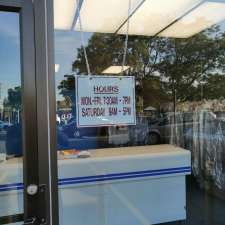 HOURS
MON-FRI. 7:30AM - 7PM
SATURDAY 9AM - 5PM